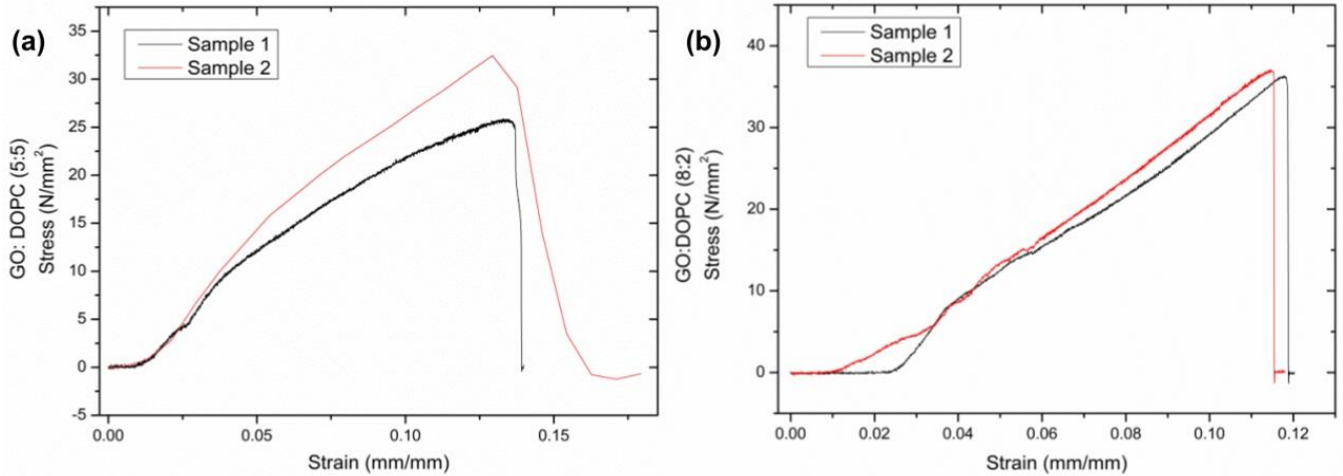 (a)
Sample 1
Sample 2
35
30
25
20
15
10
5
0
-5
GO: DOPC (5:5)
Stress (N/mm²)
0.00
0.05
0.10
0.15
Strain (mm/mm)
(b)
Sample 1
Sample 2
40
30
20
10
0
GO:DOPC (8:2)
Stress (N/mm²)
0.00
0.02
0.04
0.06
0.08
0.10
0.12
Strain (mm/mm)